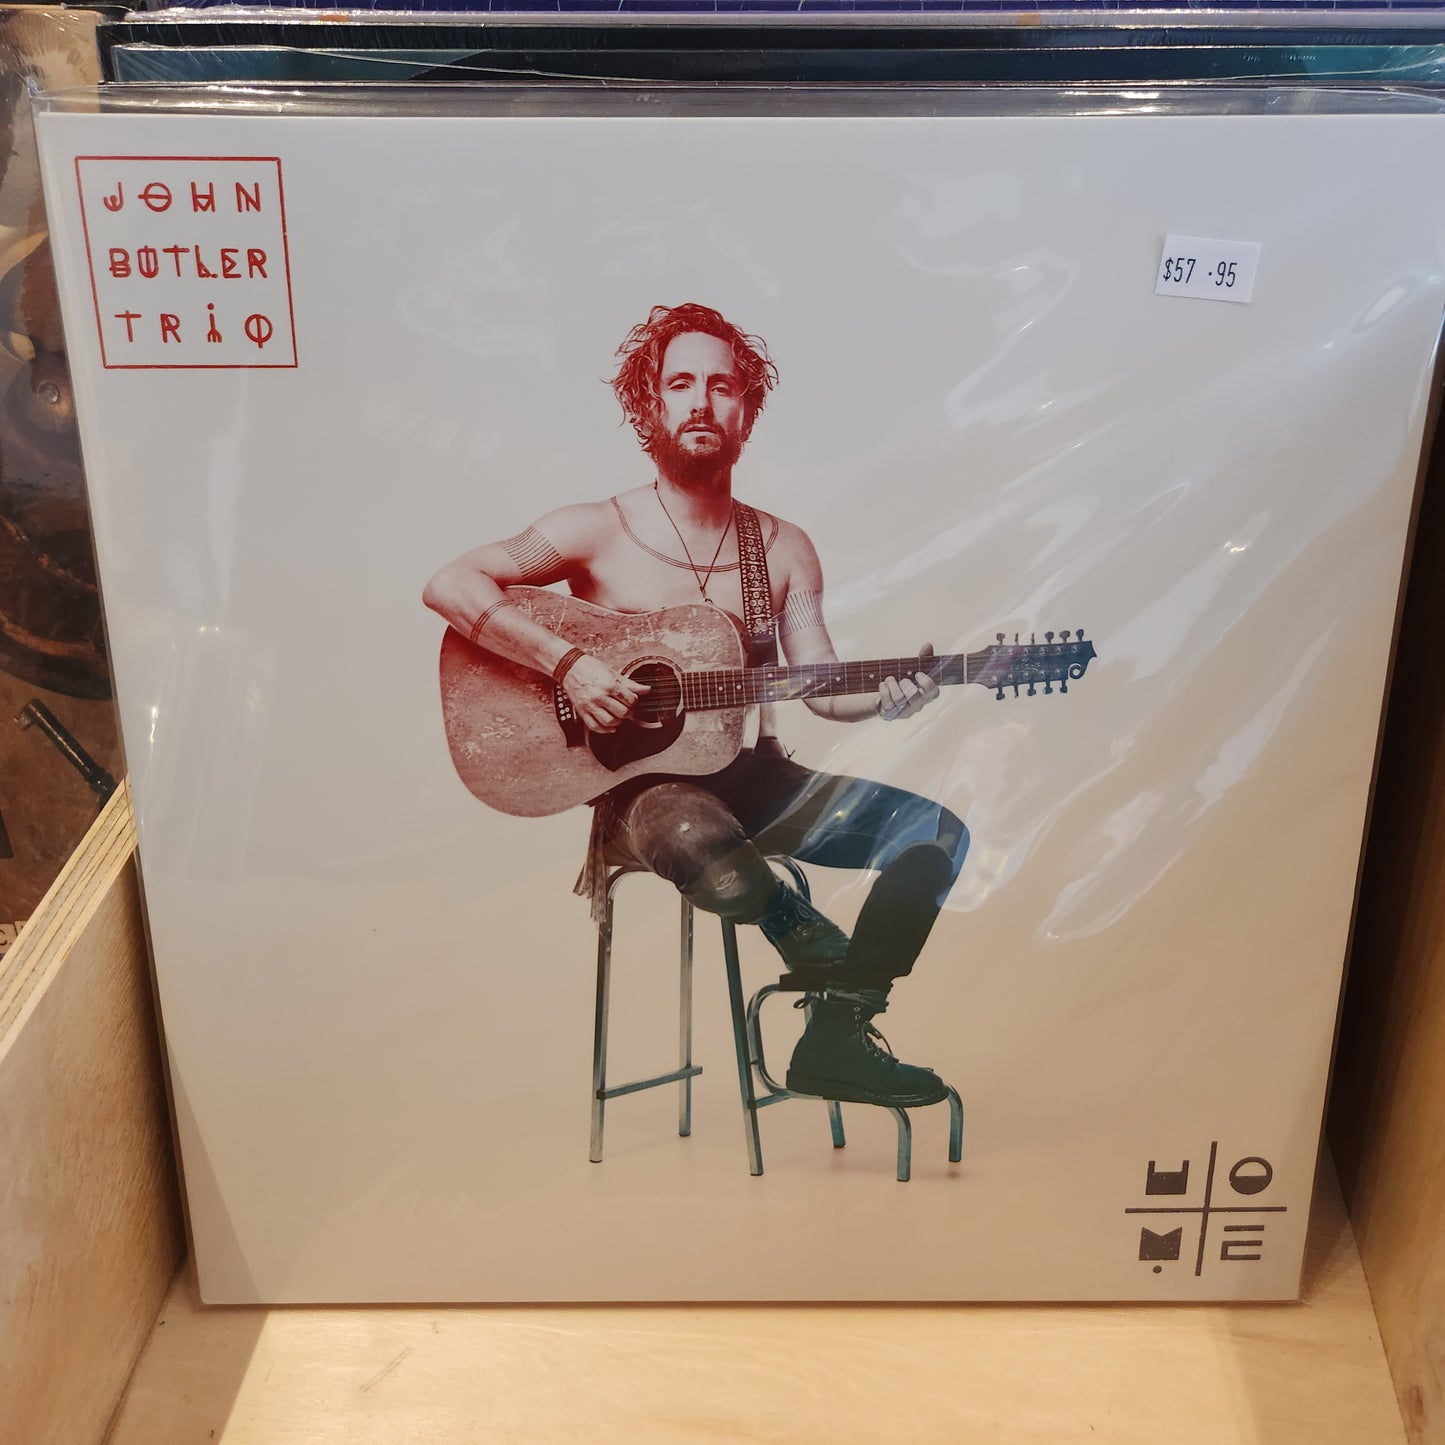 JOHN
BUTLER
TRiO
$57 .95
HO
ME